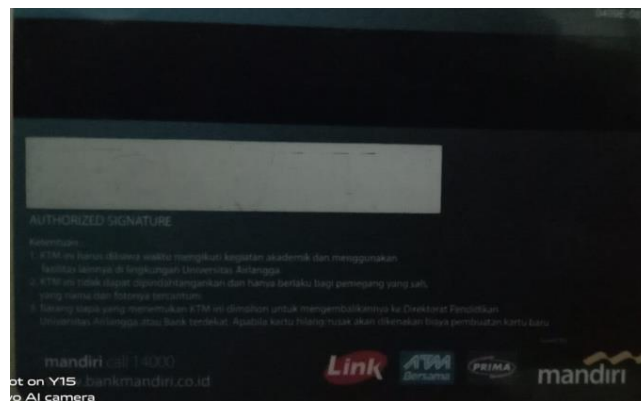 AUTHORIZED SIGNATURE
Ketentuan
1. KTM ini harus dibawa waktu mengikuti kegiatan akademik dan menggunakan
fasilitas lainnya di lingkungan Universitas Airlangga
2. KTM ini tidak dapat dipindahtangankan dan hanya berlaku bagi pemegang yang sah,
yang nama dan fotonya tercantum
3. Barang siapa yang menemukan KTM ini dimohon untuk mengembalikannya ke Direktorat Pendidikan
Universitas Airlangga atau Bank terdekat. Apabila kartu hilang/rusak akan dikenakan biaya pembuatan kartu baru
mandiri call 14000
.bankmandiri.co.id
Link
ATM Bersama
PRIMA
mandiri
ot on Y15
vo AI camera